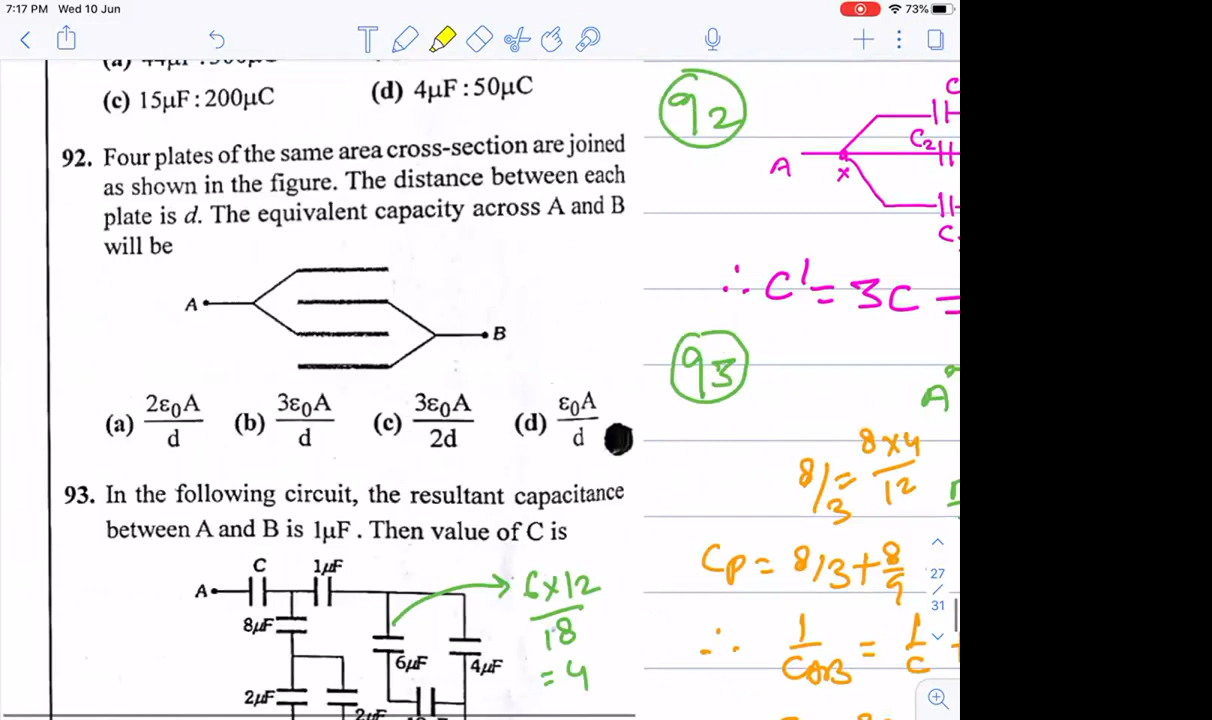 7:17 PM Wed 10 Jun
73%
(c) 15μF : 200μC
(d) 4μF : 50μC
92. Four plates of the same area cross-section are joined
as shown in the figure. The distance between each
plate is d. The equivalent capacity across A and B
will be
A
B
(a) 2ε₀A/d (b) 3ε₀A/d (c) 3ε₀A/2d (d) ε₀A/d
93. In the following circuit, the resultant capacitance
between A and B is 1μF. Then value of C is
A
C
1μF
8μF
6μF
4μF
2μF
2μF
6×12/18
= 4
92
A
x
C₂
∴ C' = 3C =
93
A
8/3 = 8×4/12
Cp = 8/3 + 8/9
∴ 1/CAB = 1/C +
27
/
31